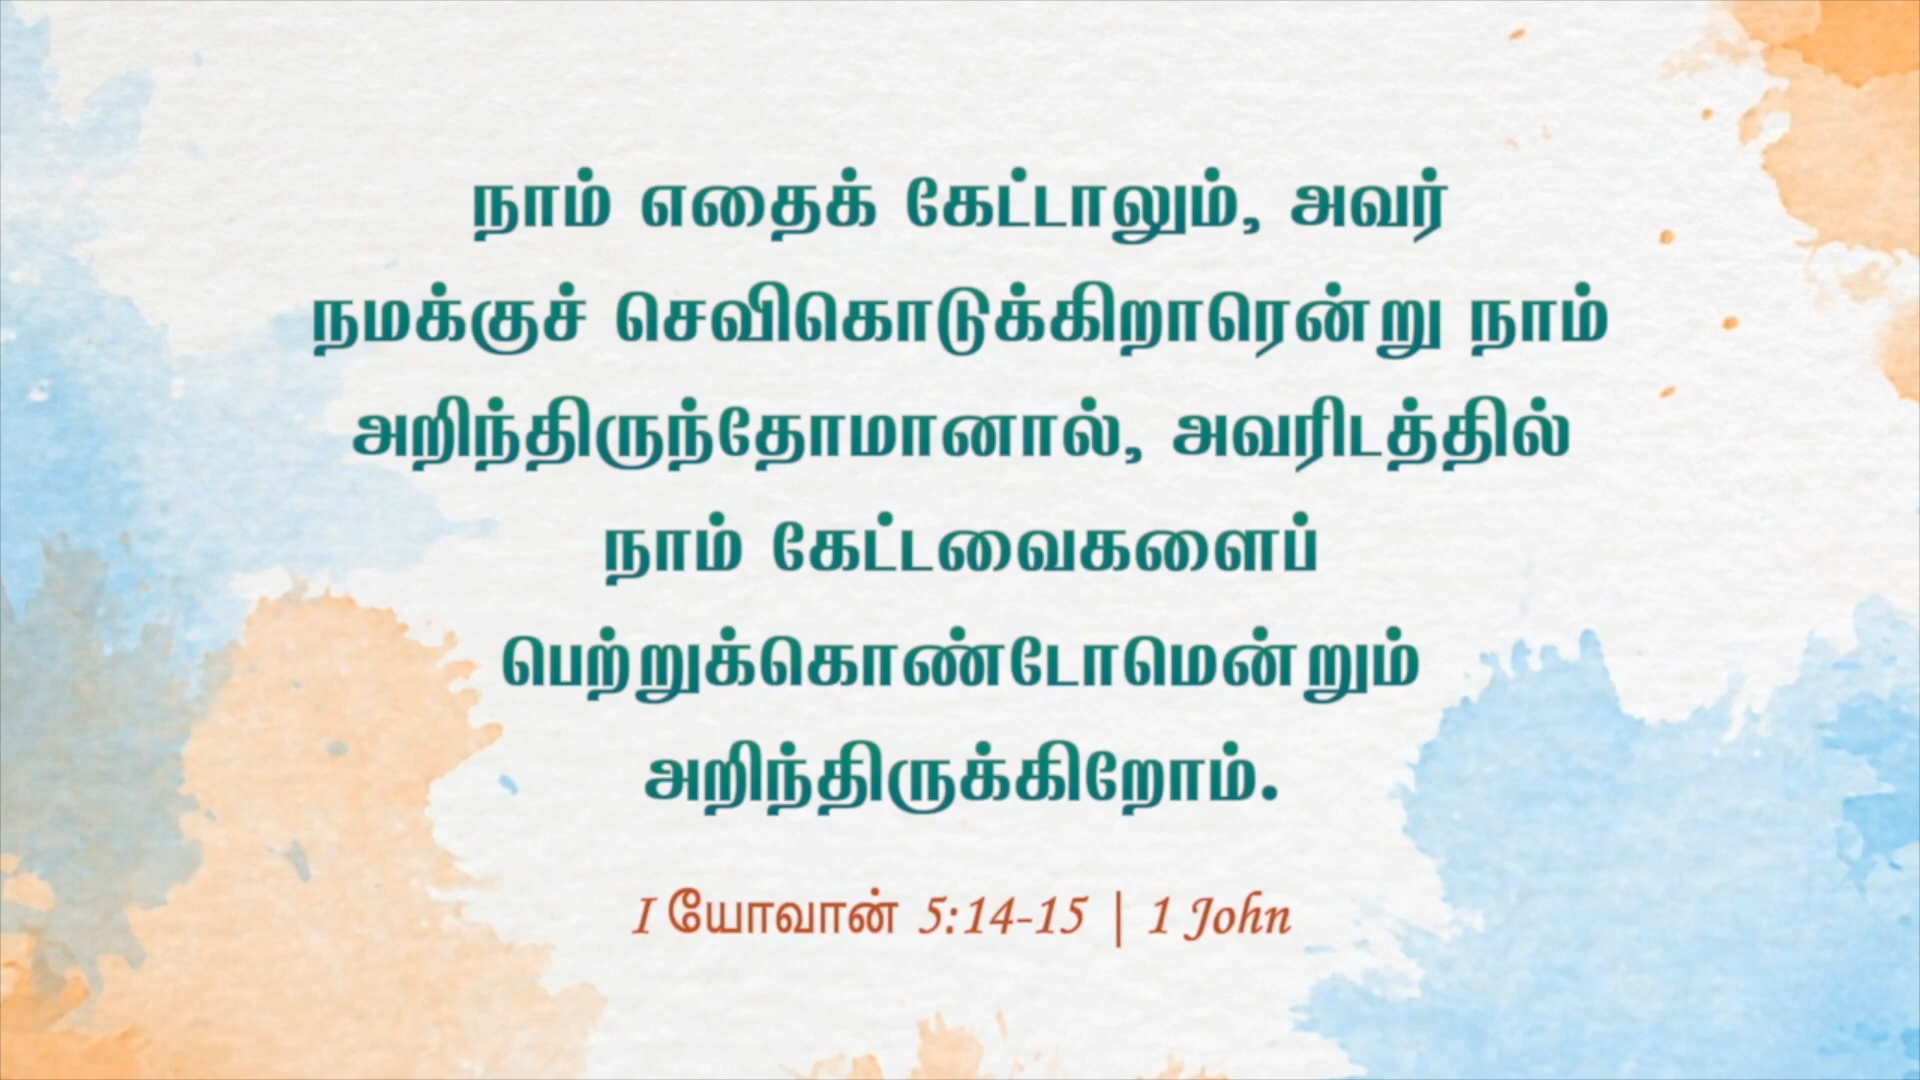 நாம் எதைக் கேட்டாலும், அவர்
நமக்குச் செவிகொடுக்கிறாரென்று நாம்
அறிந்திருந்தோமானால், அவரிடத்தில்
நாம் கேட்டவைகளைப்
பெற்றுக்கொண்டோமென்றும்
அறிந்திருக்கிறோம்.
I யோவான் 5:14-15 | 1 John